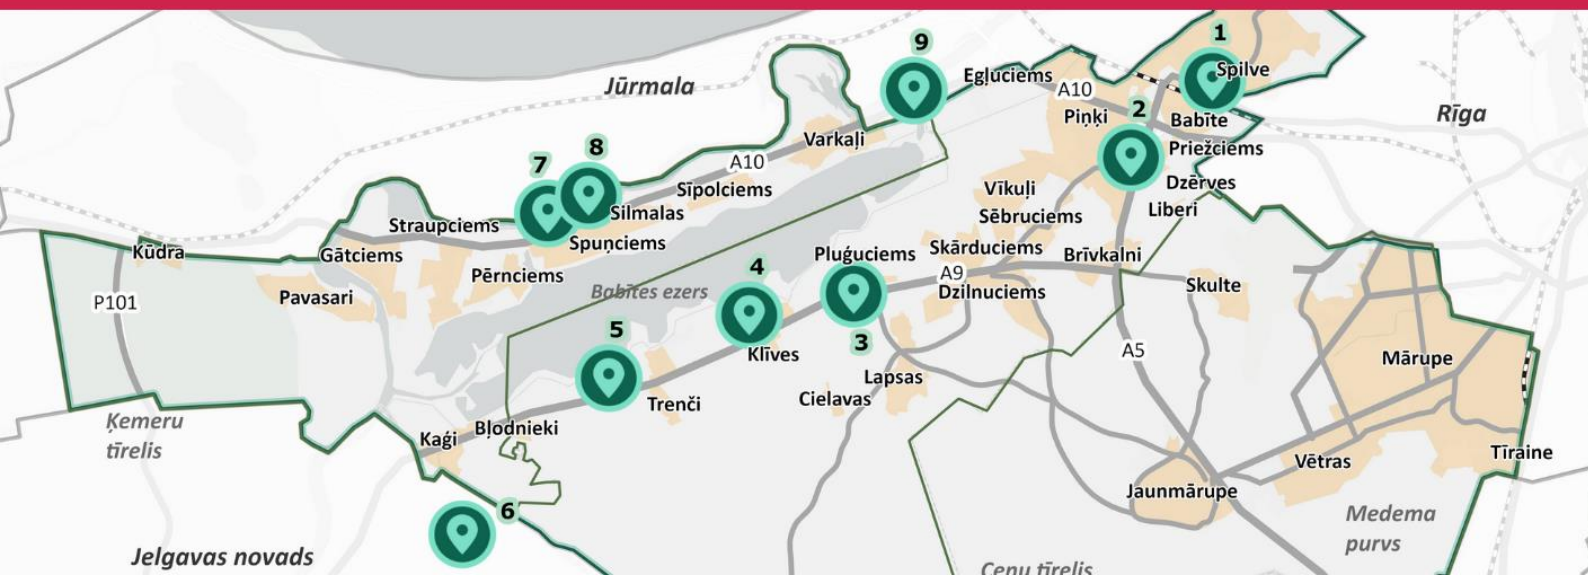 1
9
Spilve
Jūrmala
Egļuciems
A10
Piņķi
2
Babīte
Rīga
Varkaļi
Priežciems
8
7
A10
Sīpolciems
Vīkuļi
Dzērves
Silmalas
Sēbruciems
Liberi
Straupciems
Spuņciems
Kūdra
Gātciems
Pluģuciems
Skārduciems
Brīvkalni
Pērnciems
4
A9
Pavasari
P101
Babītes ezers
Dzilnuciems
Skulte
5
3
Klīves
A5
Mārupe
Lapsas
Cielavas
Trenči
Ķemeru
tīrelis
Kaģi
Bļodnieki
Vētras
Tīraine
Jaunmārupe
6
Medema
purvs
Jelgavas novads
Cenu tīrelis